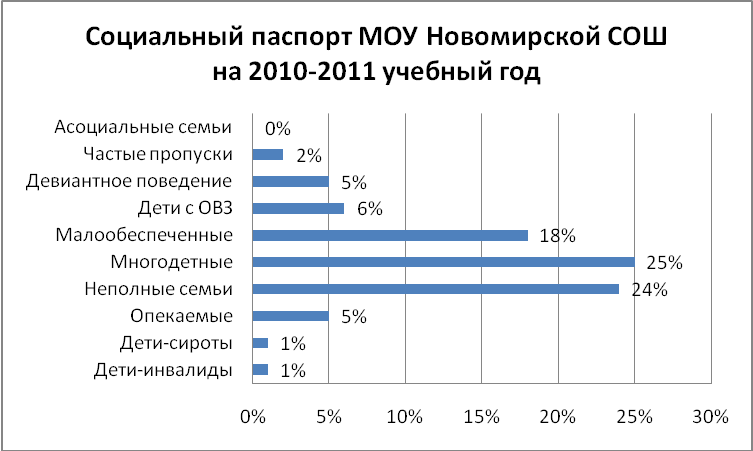 Социальный паспорт МОУ Новомирской СОШ
на 2010-2011 учебный год
Асоциальные семьи 0%
Частые пропуски 2%
Девиантное поведение 5%
Дети с ОВЗ 6%
Малообеспеченные 18%
Многодетные 25%
Неполные семьи 24%
Опекаемые 5%
Дети-сироты 1%
Дети-инвалиды 1%
0% 5% 10% 15% 20% 25% 30%